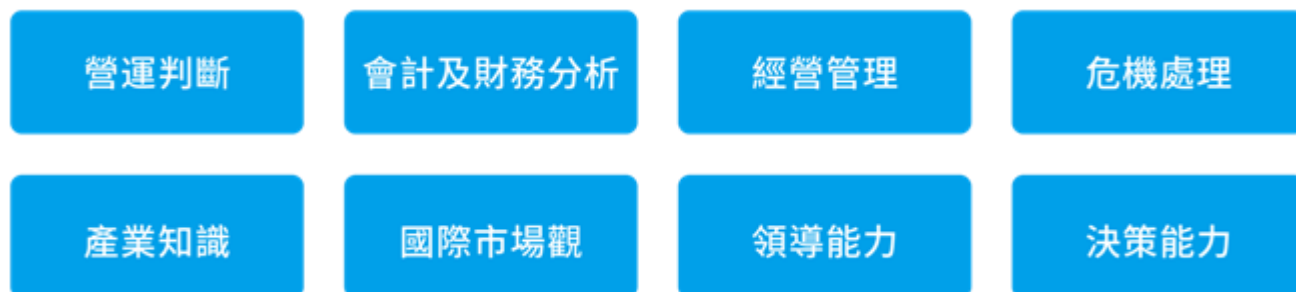 營運判斷
會計及財務分析
經營管理
危機處理
產業知識
國際市場觀
領導能力
決策能力